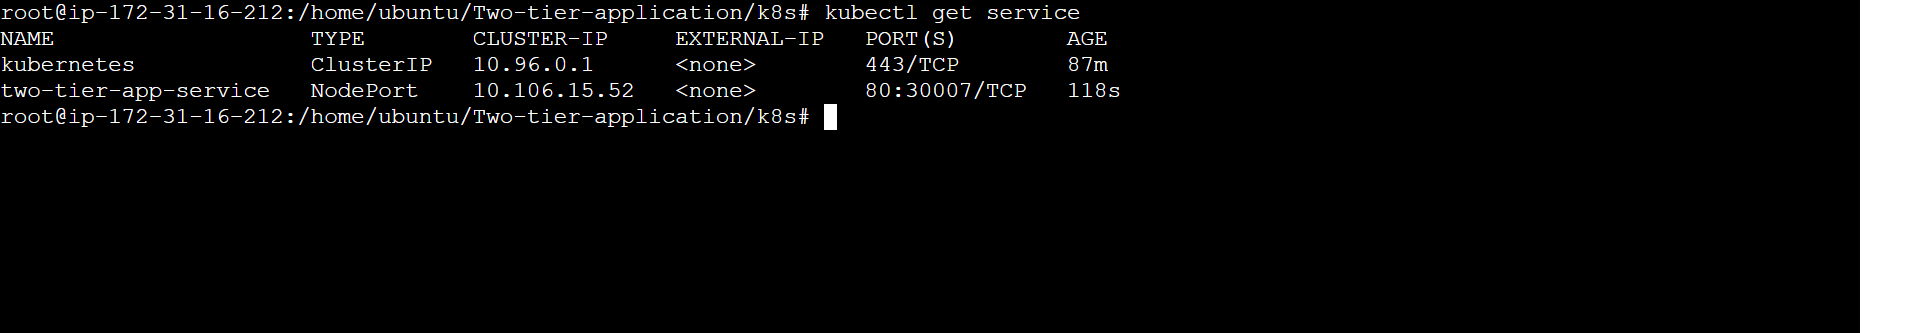 root@ip-172-31-16-212:/home/ubuntu/Two-tier-application/k8s# kubectl get service
NAME                   TYPE        CLUSTER-IP     EXTERNAL-IP   PORT(S)        AGE
kubernetes             ClusterIP   10.96.0.1      <none>        443/TCP        87m
two-tier-app-service   NodePort    10.106.15.52   <none>        80:30007/TCP   118s
root@ip-172-31-16-212:/home/ubuntu/Two-tier-application/k8s#